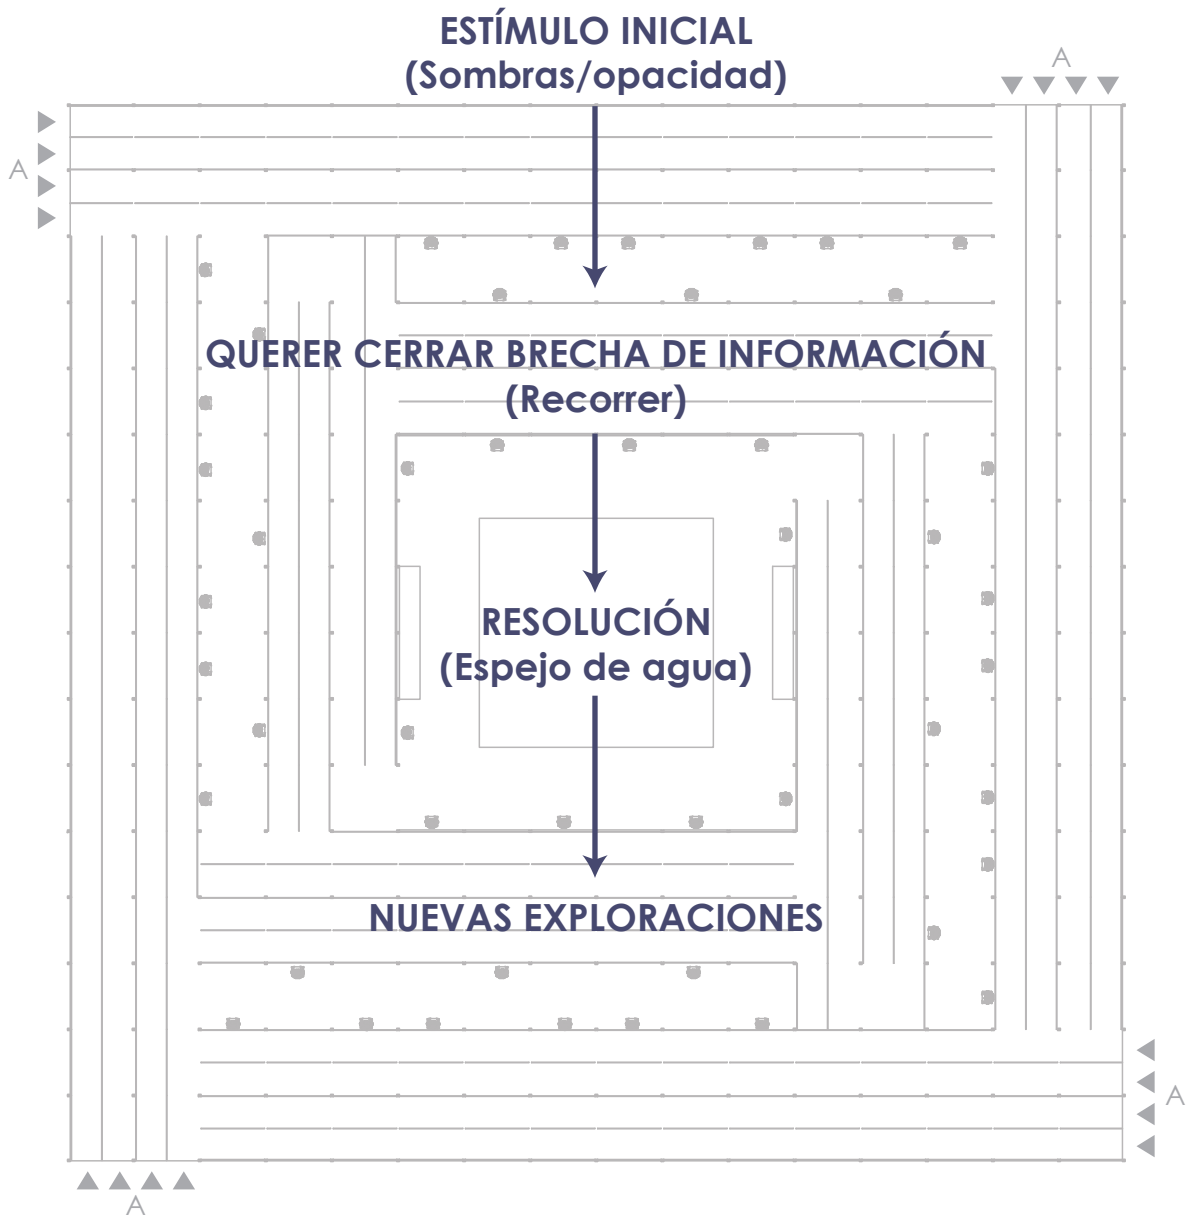 ESTÍMULO INICIAL
(Sombras/opacidad)
A
A
QUERER CERRAR BRECHA DE INFORMACIÓN
(Recorrer)
RESOLUCIÓN
(Espejo de agua)
NUEVAS EXPLORACIONES
A
A